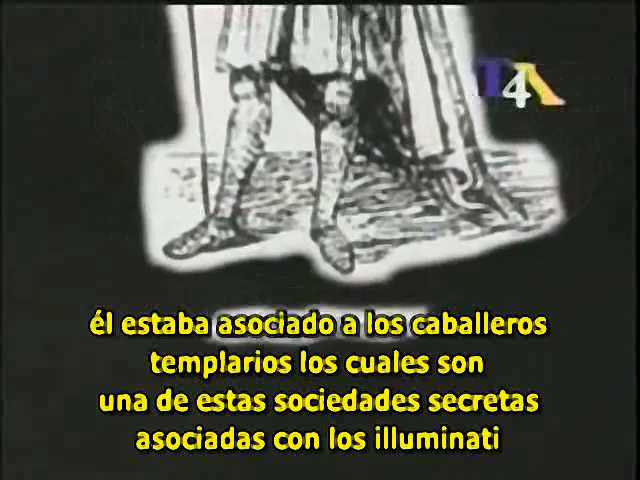 él estaba asociado a los caballeros
templarios los cuales son
una de estas sociedades secretas
asociadas con los illuminati